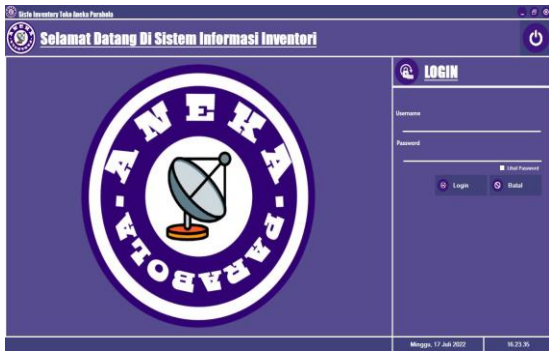 Sisfo Inventory Toko Aneka Parabola
Selamat Datang Di Sistem Informasi Inventori
ANEKA
PARABOLA
LOGIN
Username
Password
Lihat Password
Login
Batal
Minggu, 17 Juli 2022
16.23.35